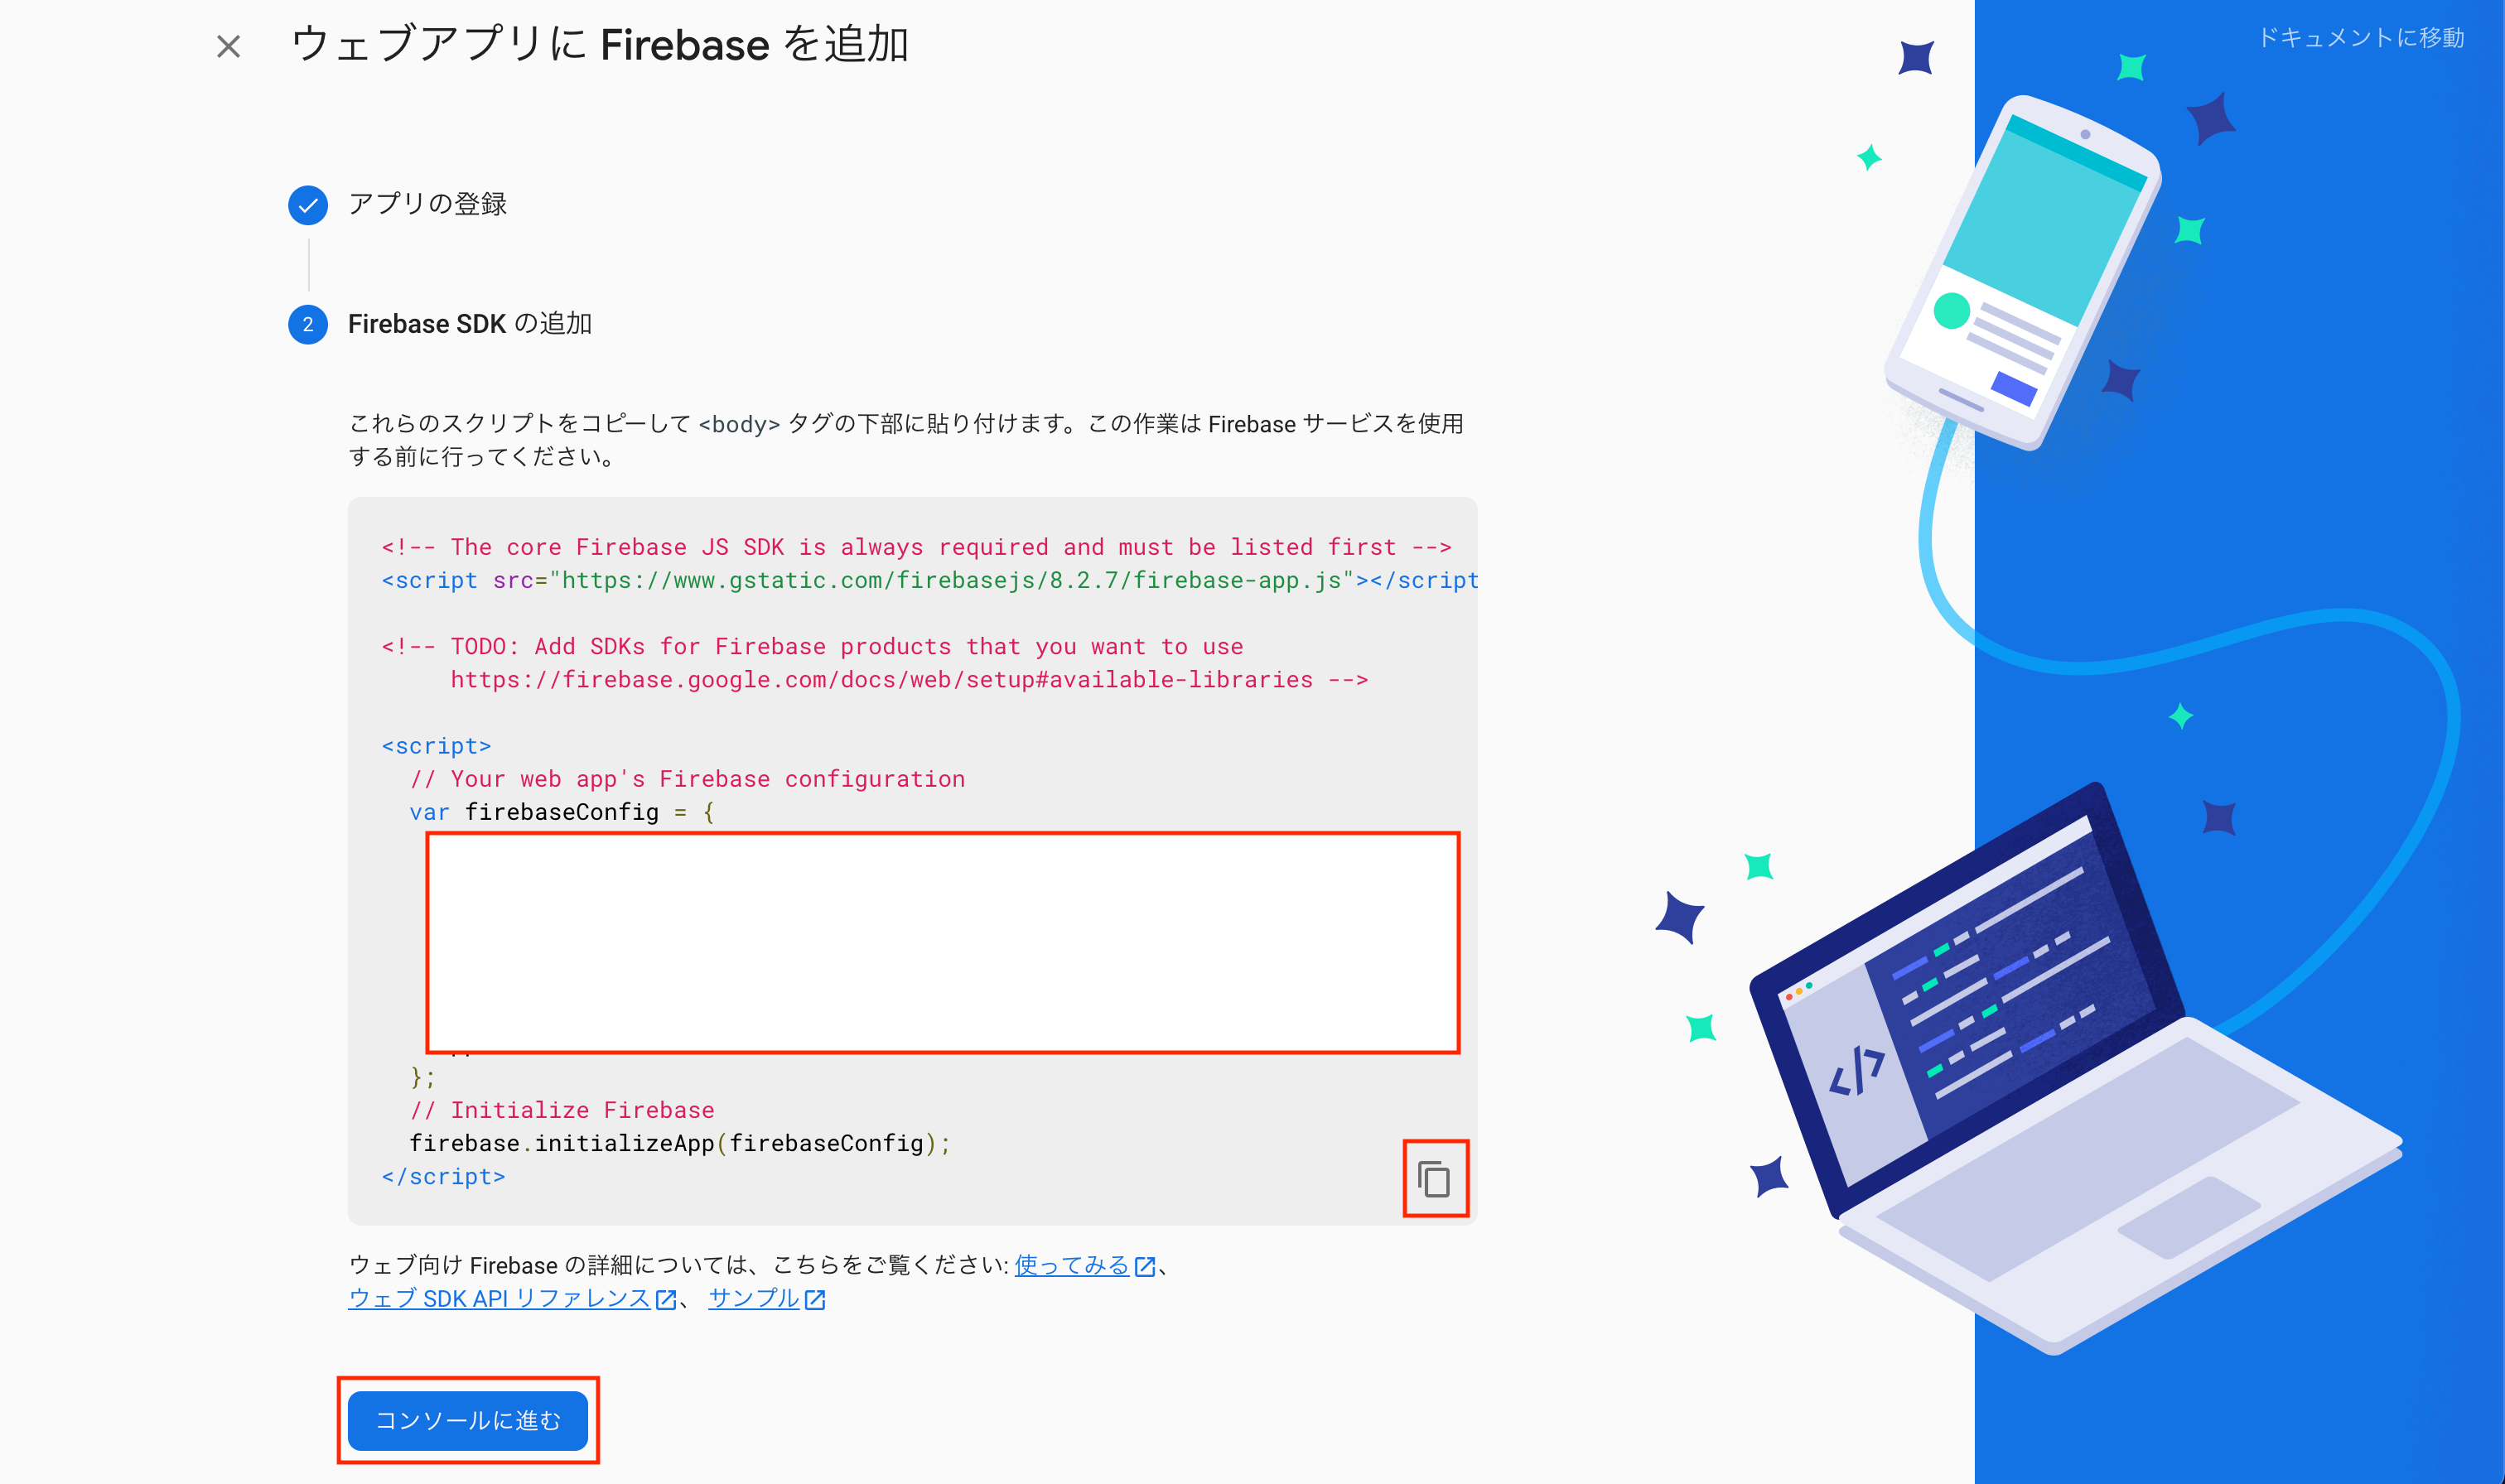 ウェブアプリに Firebase を追加
ドキュメントに移動
アプリの登録
2 Firebase SDK の追加
これらのスクリプトをコピーして <body> タグの下部に貼り付けます。この作業は Firebase サービスを使用
する前に行ってください。
<!-- The core Firebase JS SDK is always required and must be listed first -->
<script src="https://www.gstatic.com/firebasejs/8.2.7/firebase-app.js"></script
<!-- TODO: Add SDKs for Firebase products that you want to use
https://firebase.google.com/docs/web/setup#available-libraries -->
<script>
// Your web app's Firebase configuration
var firebaseConfig = {
};
// Initialize Firebase
firebase.initializeApp(firebaseConfig);
</script>
ウェブ向け Firebase の詳細については、こちらをご覧ください: 使ってみる、
ウェブ SDK API リファレンス、 サンプル
コンソールに進む
</>